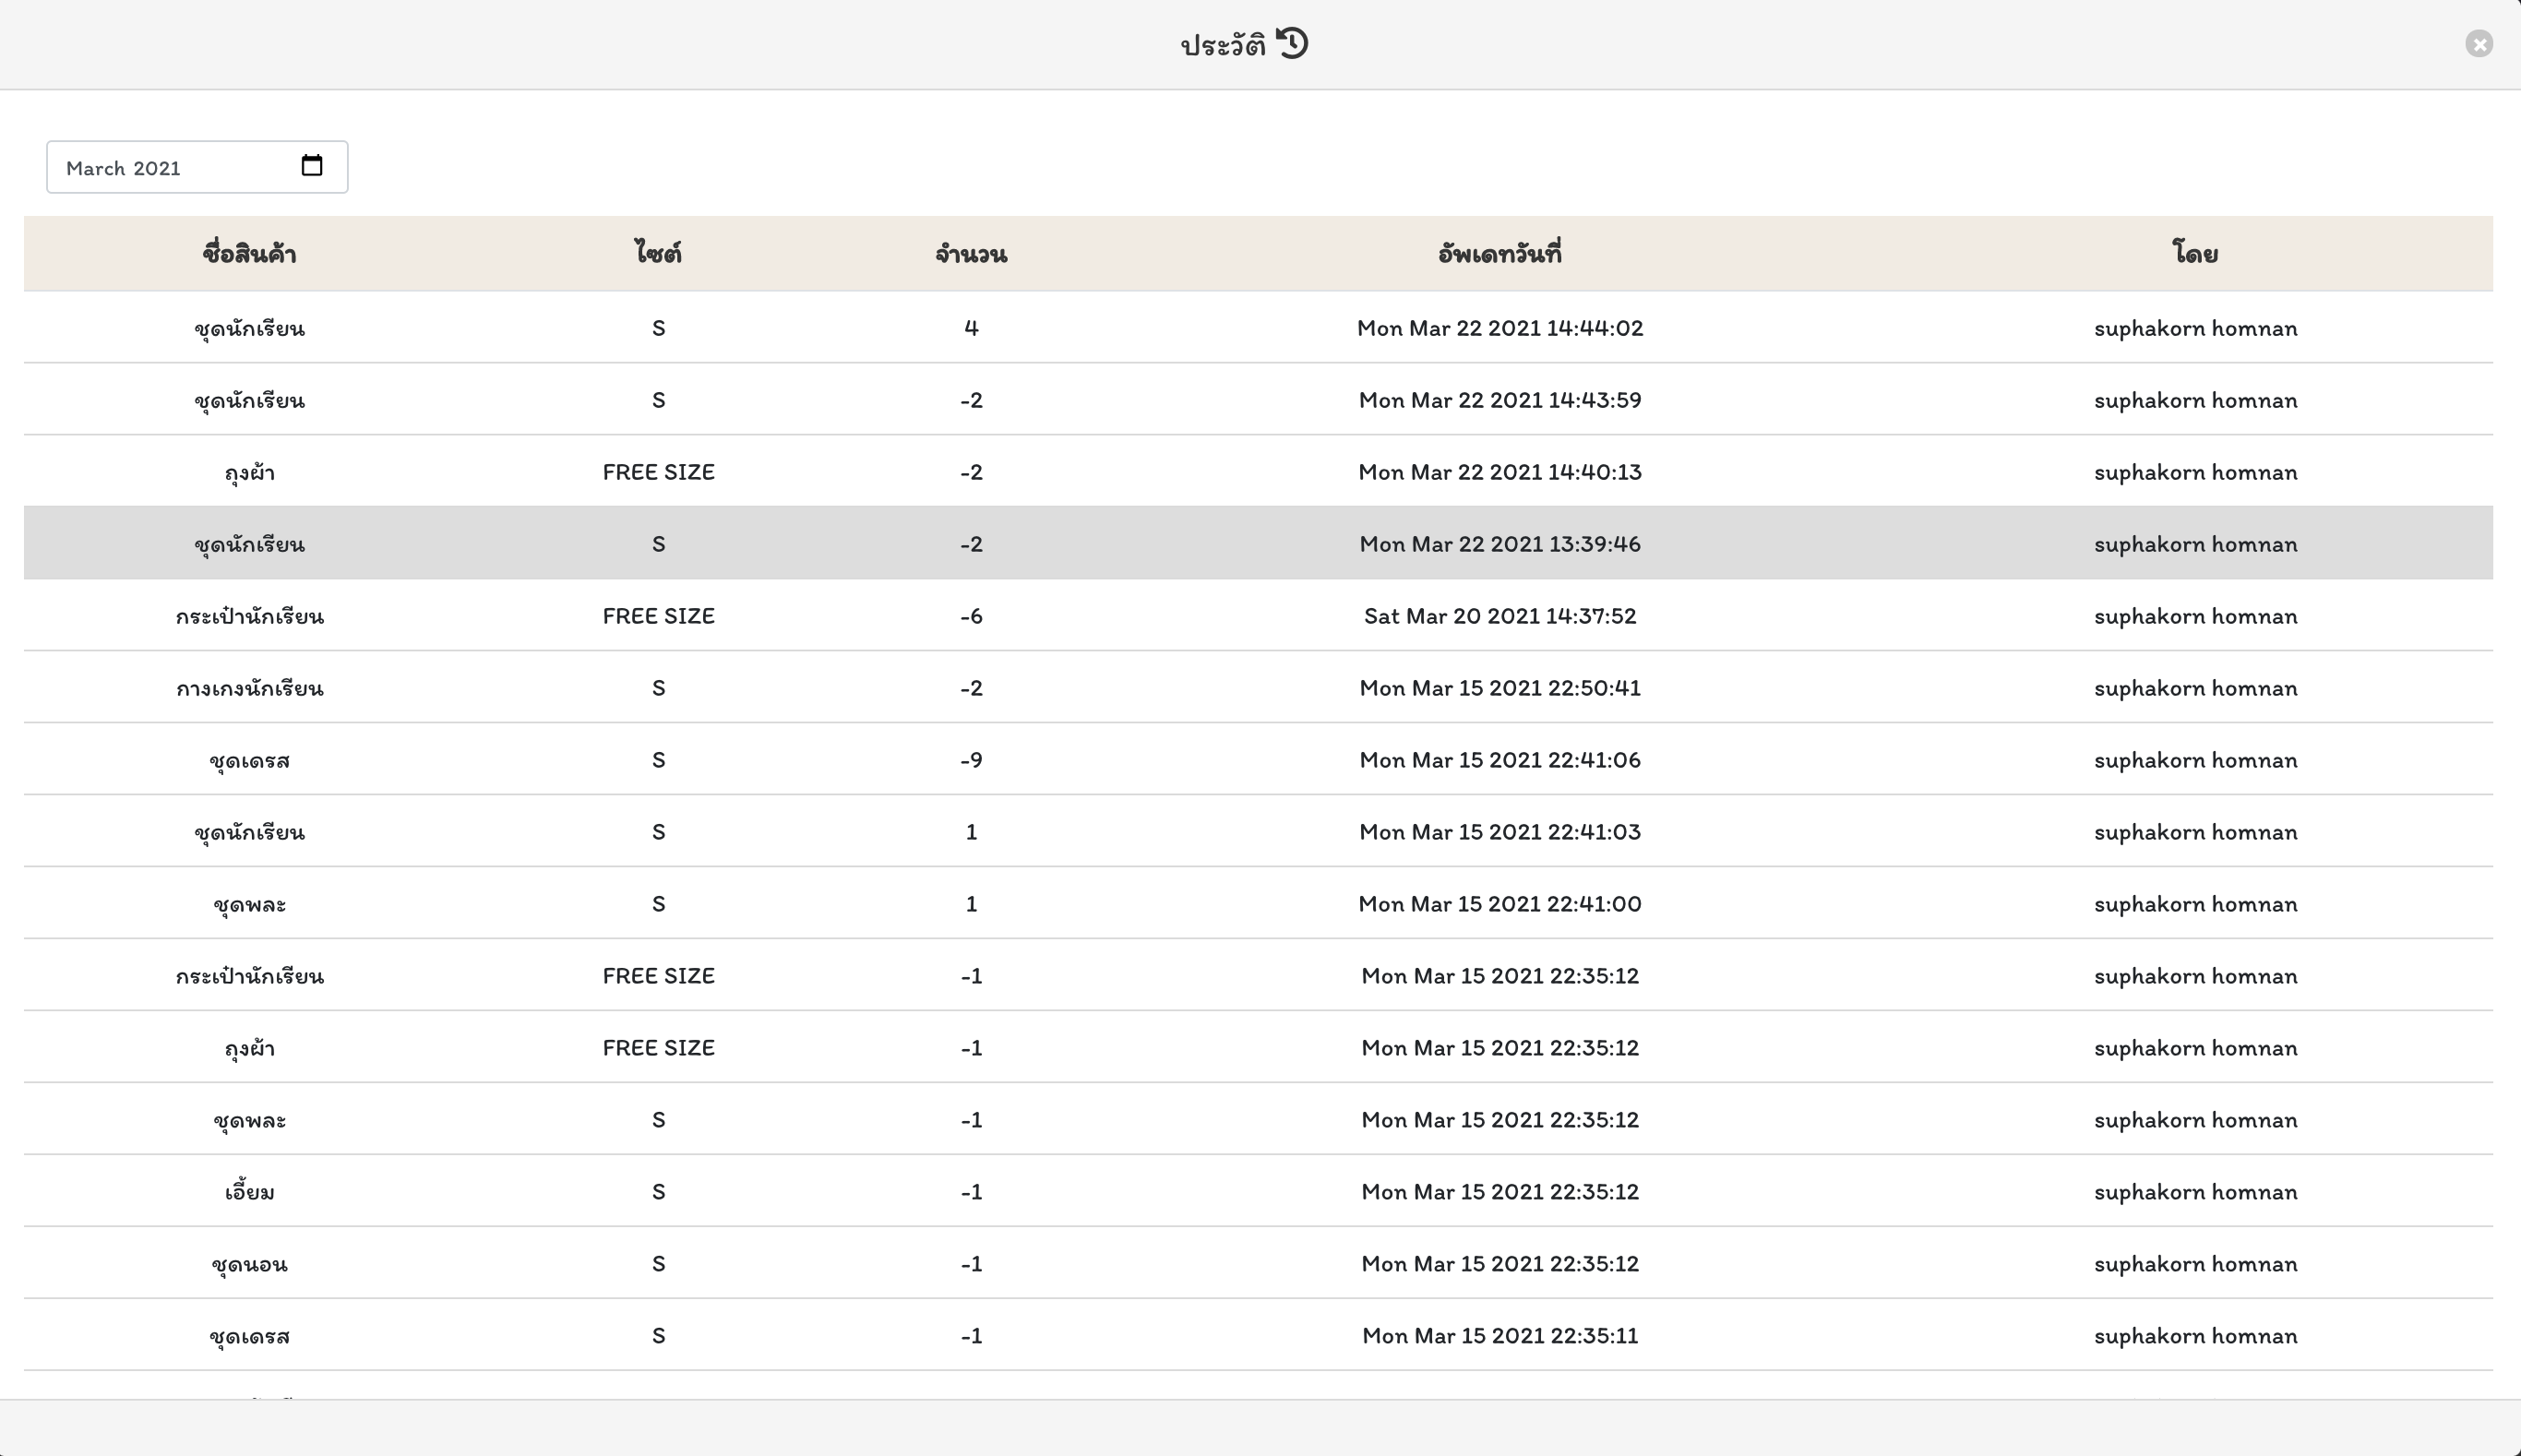 ประวัติ
March 2021
ชื่อสินค้า ไซต์ จำนวน อัพเดทวันที่ โดย
ชุดนักเรียน S 4 Mon Mar 22 2021 14:44:02 suphakorn homnan
ชุดนักเรียน S -2 Mon Mar 22 2021 14:43:59 suphakorn homnan
ถุงผ้า FREE SIZE -2 Mon Mar 22 2021 14:40:13 suphakorn homnan
ชุดนักเรียน S -2 Mon Mar 22 2021 13:39:46 suphakorn homnan
กระเป๋านักเรียน FREE SIZE -6 Sat Mar 20 2021 14:37:52 suphakorn homnan
กางเกงนักเรียน S -2 Mon Mar 15 2021 22:50:41 suphakorn homnan
ชุดเดรส S -9 Mon Mar 15 2021 22:41:06 suphakorn homnan
ชุดนักเรียน S 1 Mon Mar 15 2021 22:41:03 suphakorn homnan
ชุดพละ S 1 Mon Mar 15 2021 22:41:00 suphakorn homnan
กระเป๋านักเรียน FREE SIZE -1 Mon Mar 15 2021 22:35:12 suphakorn homnan
ถุงผ้า FREE SIZE -1 Mon Mar 15 2021 22:35:12 suphakorn homnan
ชุดพละ S -1 Mon Mar 15 2021 22:35:12 suphakorn homnan
เอี้ยม S -1 Mon Mar 15 2021 22:35:12 suphakorn homnan
ชุดนอน S -1 Mon Mar 15 2021 22:35:12 suphakorn homnan
ชุดเดรส S -1 Mon Mar 15 2021 22:35:11 suphakorn homnan